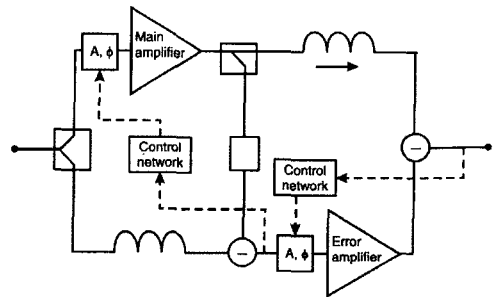 Main
amplifier
A, ϕ
Control
network
Control
network
A, ϕ
Error
amplifier
−
−